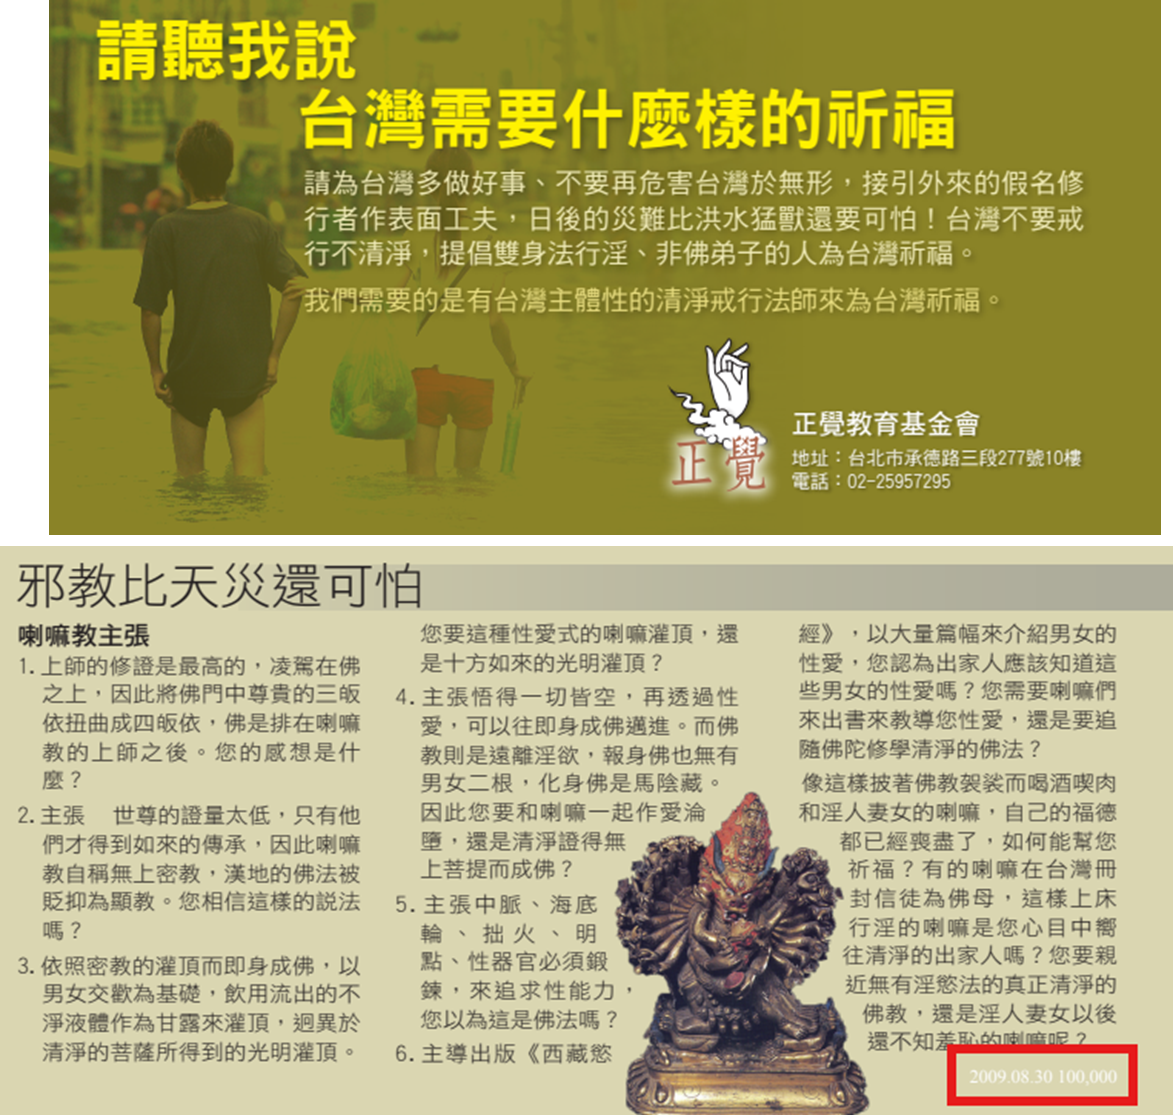 請聽我說
台灣需要什麼樣的祈福
請為台灣多做好事、不要再危害台灣於無形，接引外來的假名修
行者作表面工夫，日後的災難比洪水猛獸還要可怕！台灣不要戒
行不清淨，提倡雙身法行淫、非佛弟子的人為台灣祈福。
我們需要的是有台灣主體性的清淨戒行法師來為台灣祈福。
正覺
正覺教育基金會
地址：台北市承德路三段277號10樓
電話：02-25957295
邪教比天災還可怕
喇嘛教主張
1. 上師的修證是最高的，凌駕在佛
之上，因此將佛門中尊貴的三皈
依扭曲成四皈依，佛是排在喇嘛
教的上師之後。您的感想是什
麼？
2. 主張　世尊的證量太低，只有他
們才得到如來的傳承，因此喇嘛
教自稱無上密教，漢地的佛法被
貶抑為顯教。您相信這樣的說法
嗎？
3. 依照密教的灌頂而即身成佛，以
男女交歡為基礎，飲用流出的不
淨液體作為甘露來灌頂，迥異於
清淨的菩薩所得到的光明灌頂。
您要這種性愛式的喇嘛灌頂，還
是十方如來的光明灌頂？
4. 主張悟得一切皆空，再透過性
愛，可以往即身成佛邁進。而佛
教則是遠離淫欲，報身佛也無有
男女二根，化身佛是馬陰藏。
因此您要和喇嘛一起作愛淪
墮，還是清淨證得無
上菩提而成佛？
5. 主張中脈、海底
輪、拙火、明
點、性器官必須鍛
鍊，來追求性能力，
您以為這是佛法嗎？
6. 主導出版《西藏慾
經》，以大量篇幅來介紹男女的
性愛，您認為出家人應該知道這
些男女的性愛嗎？您需要喇嘛們
來出書來教導您性愛，還是要追
隨佛陀修學清淨的佛法？
像這樣披著佛教袈裟而喝酒喫肉
和淫人妻女的喇嘛，自己的福德
都已經喪盡了，如何能幫您
祈福？有的喇嘛在台灣冊
封信徒為佛母，這樣上床
行淫的喇嘛是您心目中嚮
往清淨的出家人嗎？您要親
近無有淫慾法的真正清淨的
佛教，還是淫人妻女以後
還不知羞恥的喇嘛呢？
2009.08.30 100,000